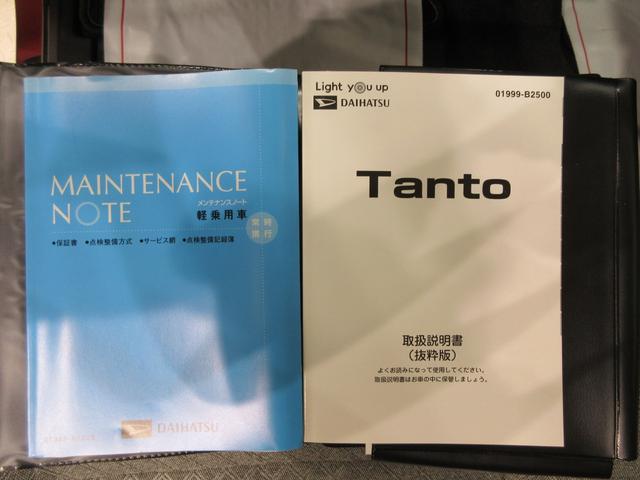 MAINTENANCE
NOTE
メンテナンスノート
軽乗用車
常時
携行
●保証書 ●点検整備方式 ●サービス網 ●点検整備記録簿
DAIHATSU
Light you up
DAIHATSU
01999-B2500
Tanto
取扱説明書
(抜粋版)
よくお読みになって使用してください。
取扱説明書はお車の中に保管しましょう。